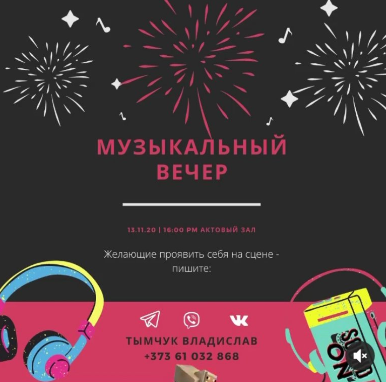 МУЗЫКАЛЬНЫЙ
ВЕЧЕР
13.11.20 | 16:00 PM АКТОВЫЙ ЗАЛ
Желающие проявить себя на сцене -
пишите:
ТЫМЧУК ВЛАДИСЛАВ
+373 61 032 868